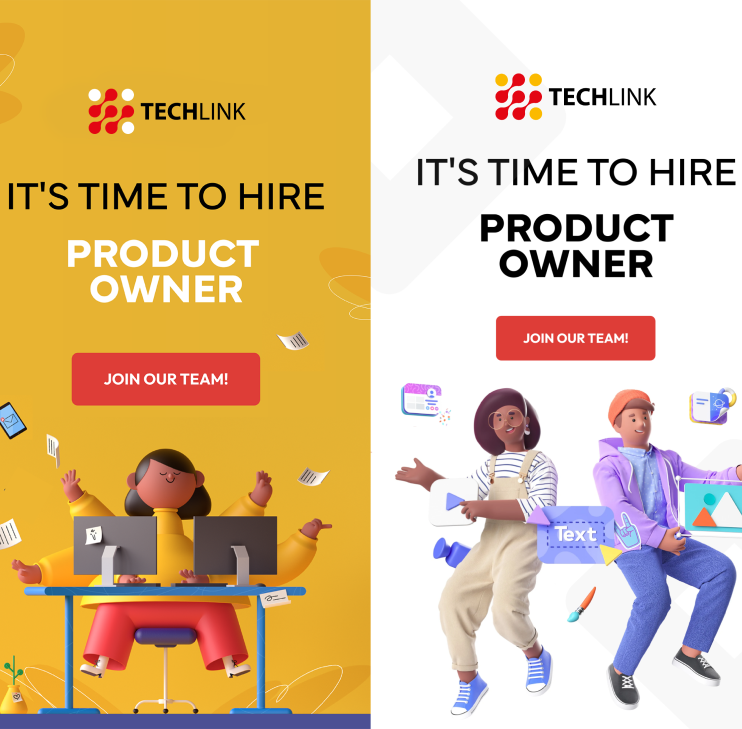 TECHLINK
IT'S TIME TO HIRE
PRODUCT
OWNER
JOIN OUR TEAM!
TECHLINK
IT'S TIME TO HIRE
PRODUCT
OWNER
JOIN OUR TEAM!
Text